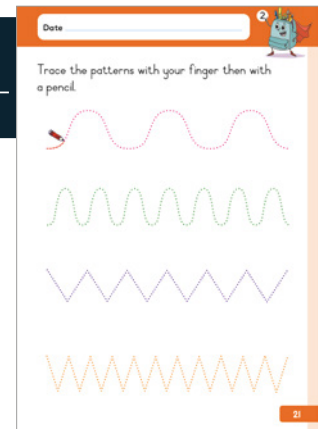 2
Date
Trace the patterns with your finger then with
a pencil.
21